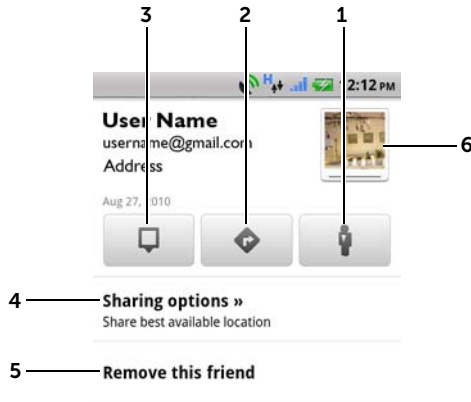 3 2 1
H 12:12 PM
User Name
username@gmail.com
Address
6
Aug 27, 2010
4 Sharing options »
Share best available location
5 Remove this friend